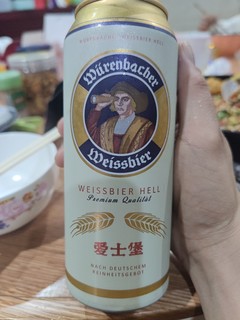 Würenbacher
Weissbier
WEISSBIER HELL
Premium Qualität
爱士堡
NACH DEUTSCHEM
REINHEITSGEBOT